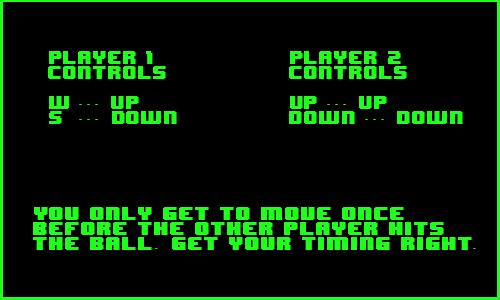 PLAYER 1
CONTROLS
W --- UP
S --- DOWN
PLAYER 2
CONTROLS
UP --- UP
DOWN --- DOWN
YOU ONLY GET TO MOVE ONCE
BEFORE THE OTHER PLAYER HITS
THE BALL. GET YOUR TIMING RIGHT.